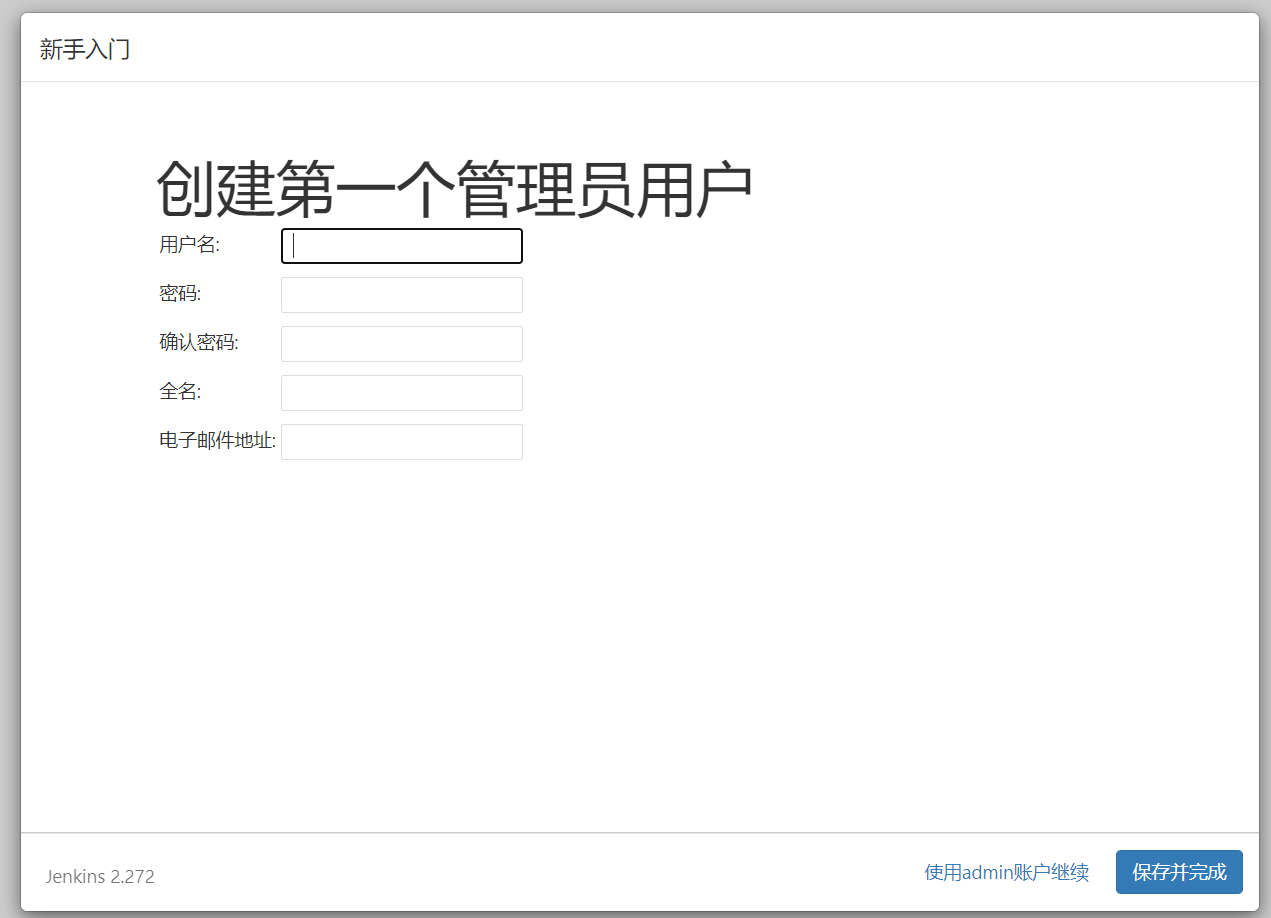 新手入门
创建第一个管理员用户
用户名:
密码:
确认密码:
全名:
电子邮件地址:
Jenkins 2.272
使用admin账户继续
保存并完成